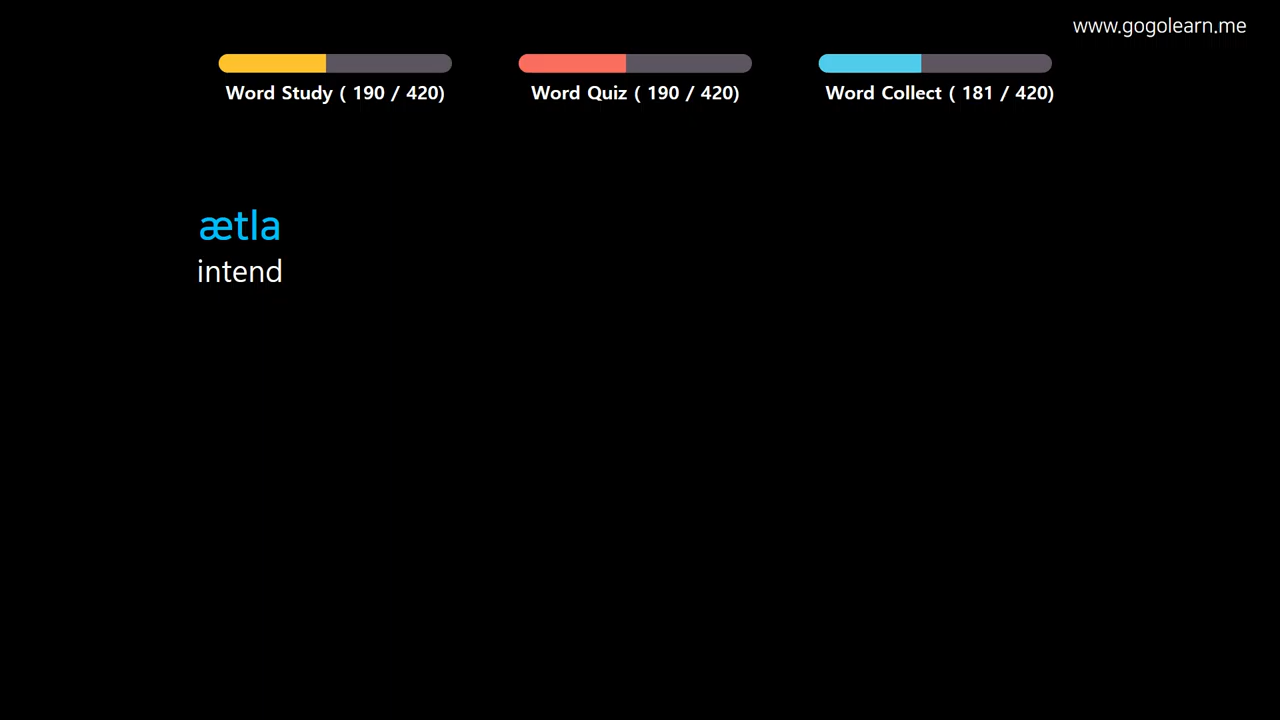 www.gogolearn.me
Word Study ( 190 / 420)
Word Quiz ( 190 / 420)
Word Collect ( 181 / 420)
ætla
intend